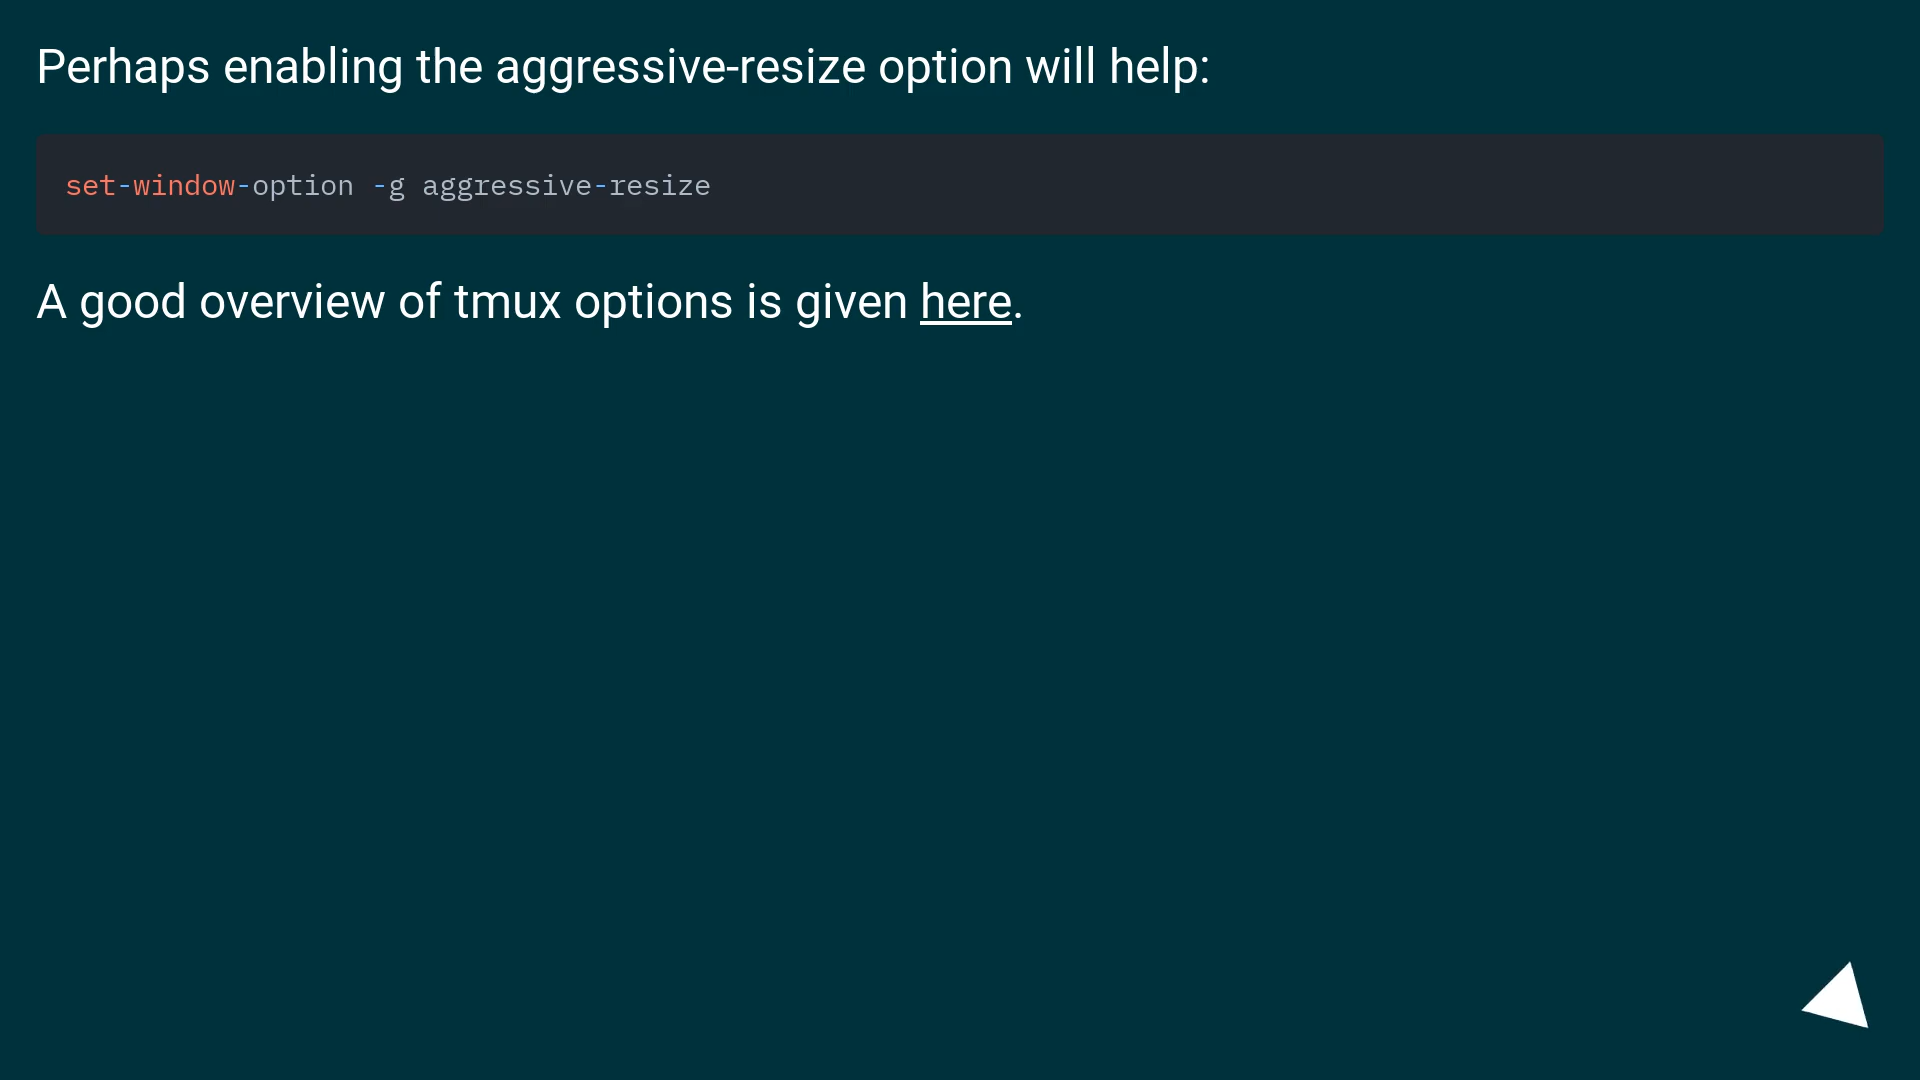 Perhaps enabling the aggressive-resize option will help:
set-window-option -g aggressive-resize
A good overview of tmux options is given here.